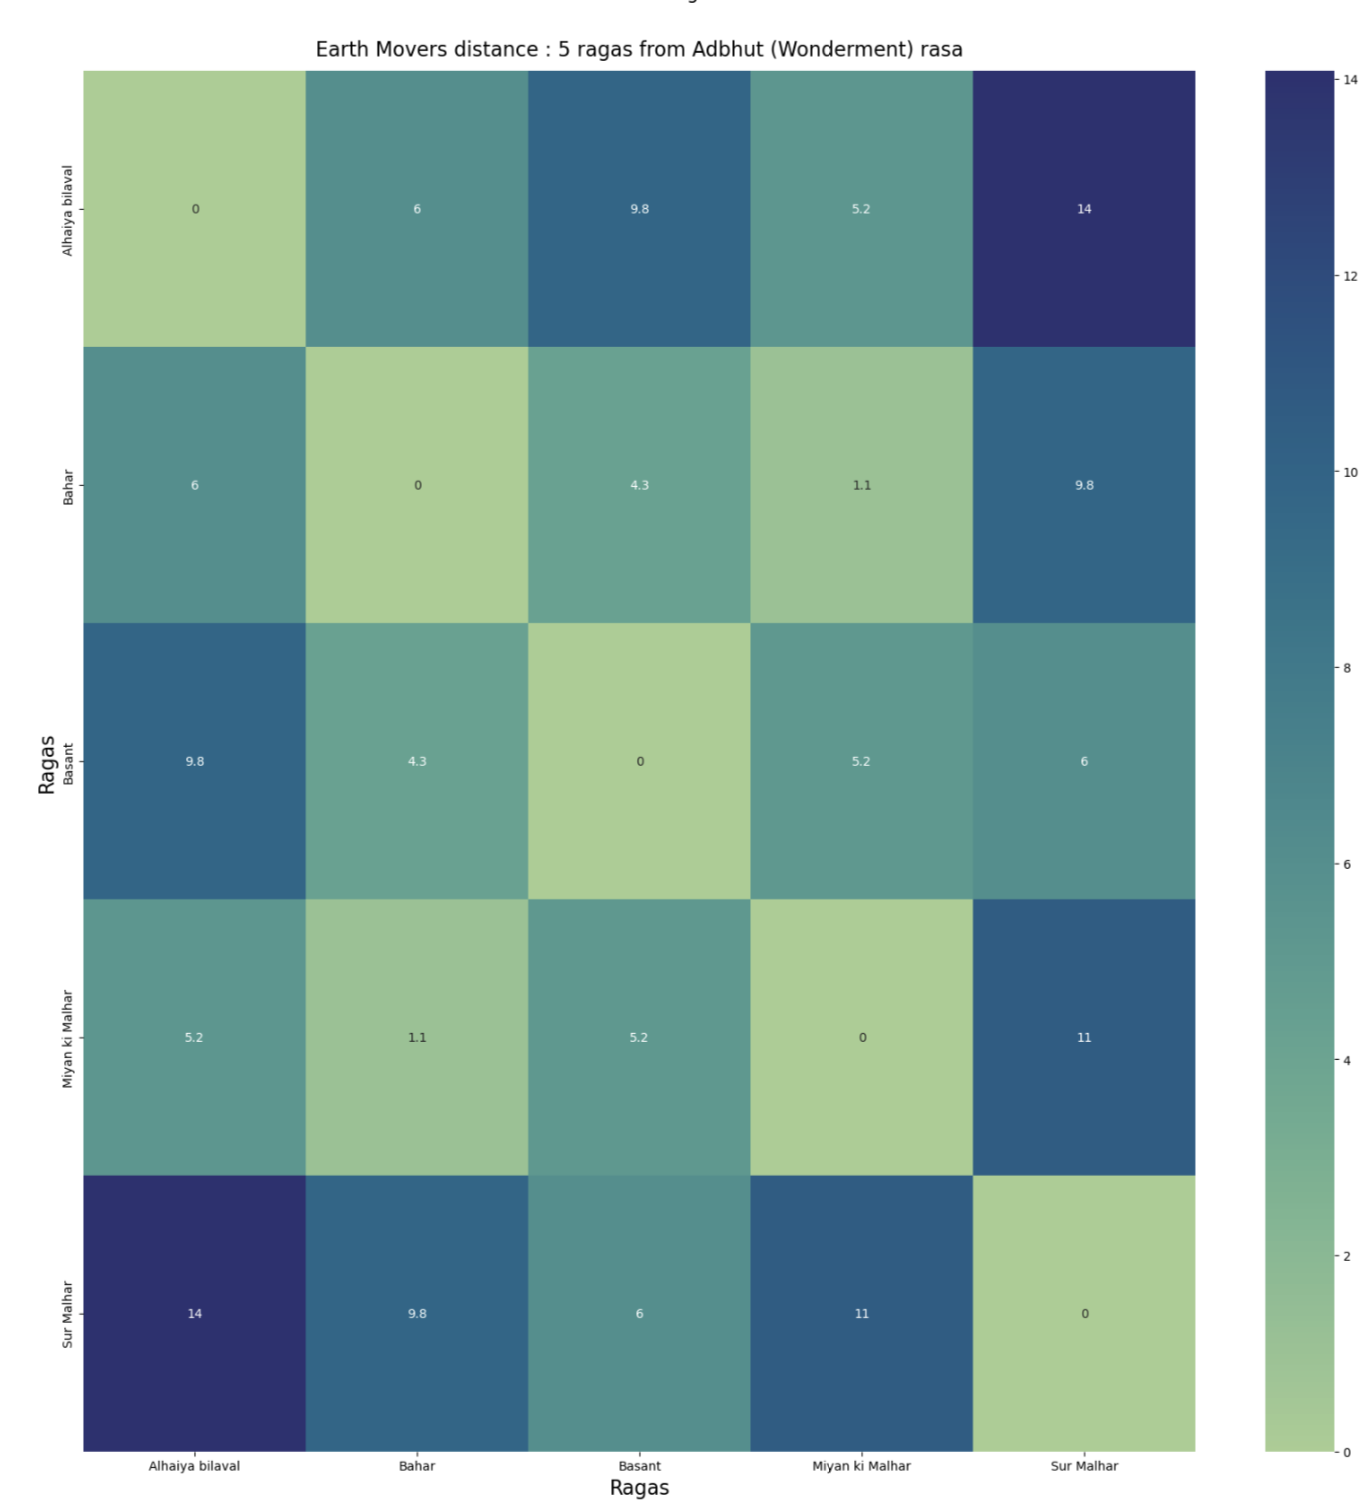 Earth Movers distance : 5 ragas from Adbhut (Wonderment) rasa
Alhaiya bilaval 0 6 9.8 5.2 14
Bahar 6 0 4.3 1.1 9.8
Basant 9.8 4.3 0 5.2 6
Miyan ki Malhar 5.2 1.1 5.2 0 11
Sur Malhar 14 9.8 6 11 0
Ragas
Alhaiya bilaval Bahar Basant Miyan ki Malhar Sur Malhar
Ragas
14
12
10
8
6
4
2
0